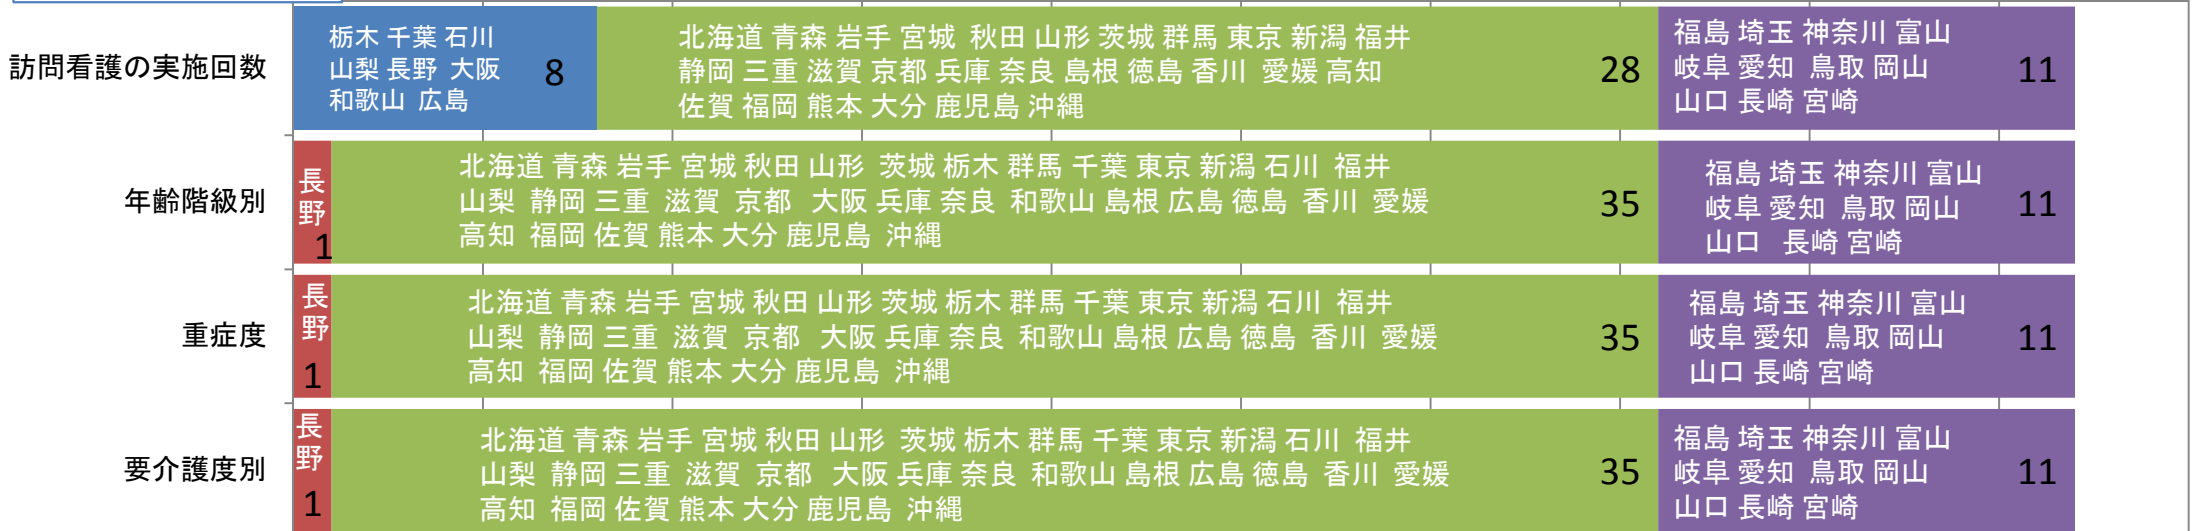 訪問看護の実施回数
栃木 千葉 石川
山梨 長野 大阪
和歌山 広島
8
北海道 青森 岩手 宮城 秋田 山形 茨城 群馬 東京 新潟 福井
静岡 三重 滋賀 京都 兵庫 奈良 島根 徳島 香川 愛媛 高知
佐賀 福岡 熊本 大分 鹿児島 沖縄
28
福島 埼玉 神奈川 富山
岐阜 愛知 鳥取 岡山
山口 長崎 宮崎
11
年齢階級別
長
野
1
北海道 青森 岩手 宮城 秋田 山形 茨城 栃木 群馬 千葉 東京 新潟 石川 福井
山梨 静岡 三重 滋賀 京都 大阪 兵庫 奈良 和歌山 島根 広島 徳島 香川 愛媛
高知 福岡 佐賀 熊本 大分 鹿児島 沖縄
35
福島 埼玉 神奈川 富山
岐阜 愛知 鳥取 岡山
山口 長崎 宮崎
11
重症度
長
野
1
北海道 青森 岩手 宮城 秋田 山形 茨城 栃木 群馬 千葉 東京 新潟 石川 福井
山梨 静岡 三重 滋賀 京都 大阪 兵庫 奈良 和歌山 島根 広島 徳島 香川 愛媛
高知 福岡 佐賀 熊本 大分 鹿児島 沖縄
35
福島 埼玉 神奈川 富山
岐阜 愛知 鳥取 岡山
山口 長崎 宮崎
11
要介護度別
長
野
1
北海道 青森 岩手 宮城 秋田 山形 茨城 栃木 群馬 千葉 東京 新潟 石川 福井
山梨 静岡 三重 滋賀 京都 大阪 兵庫 奈良 和歌山 島根 広島 徳島 香川 愛媛
高知 福岡 佐賀 熊本 大分 鹿児島 沖縄
35
福島 埼玉 神奈川 富山
岐阜 愛知 鳥取 岡山
山口 長崎 宮崎
11